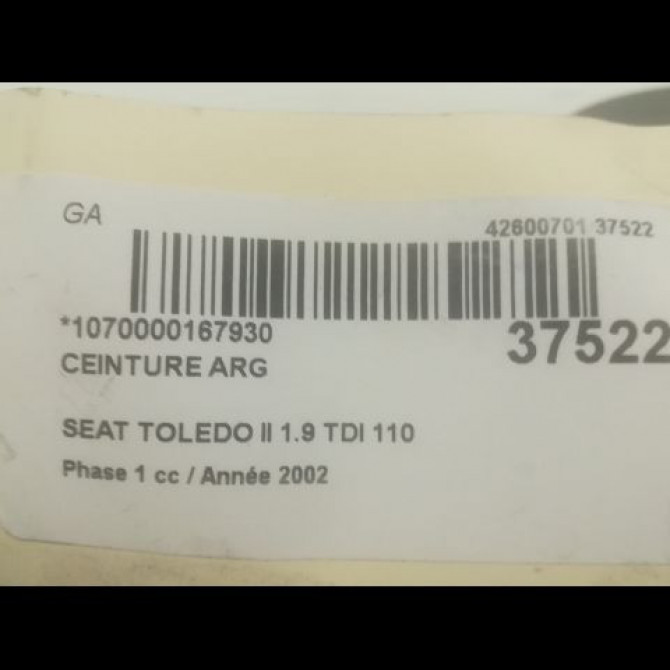 GA
42600701 37522
*1070000167930
37522
CEINTURE ARG
SEAT TOLEDO II 1.9 TDI 110
Phase 1 cc / Année 2002